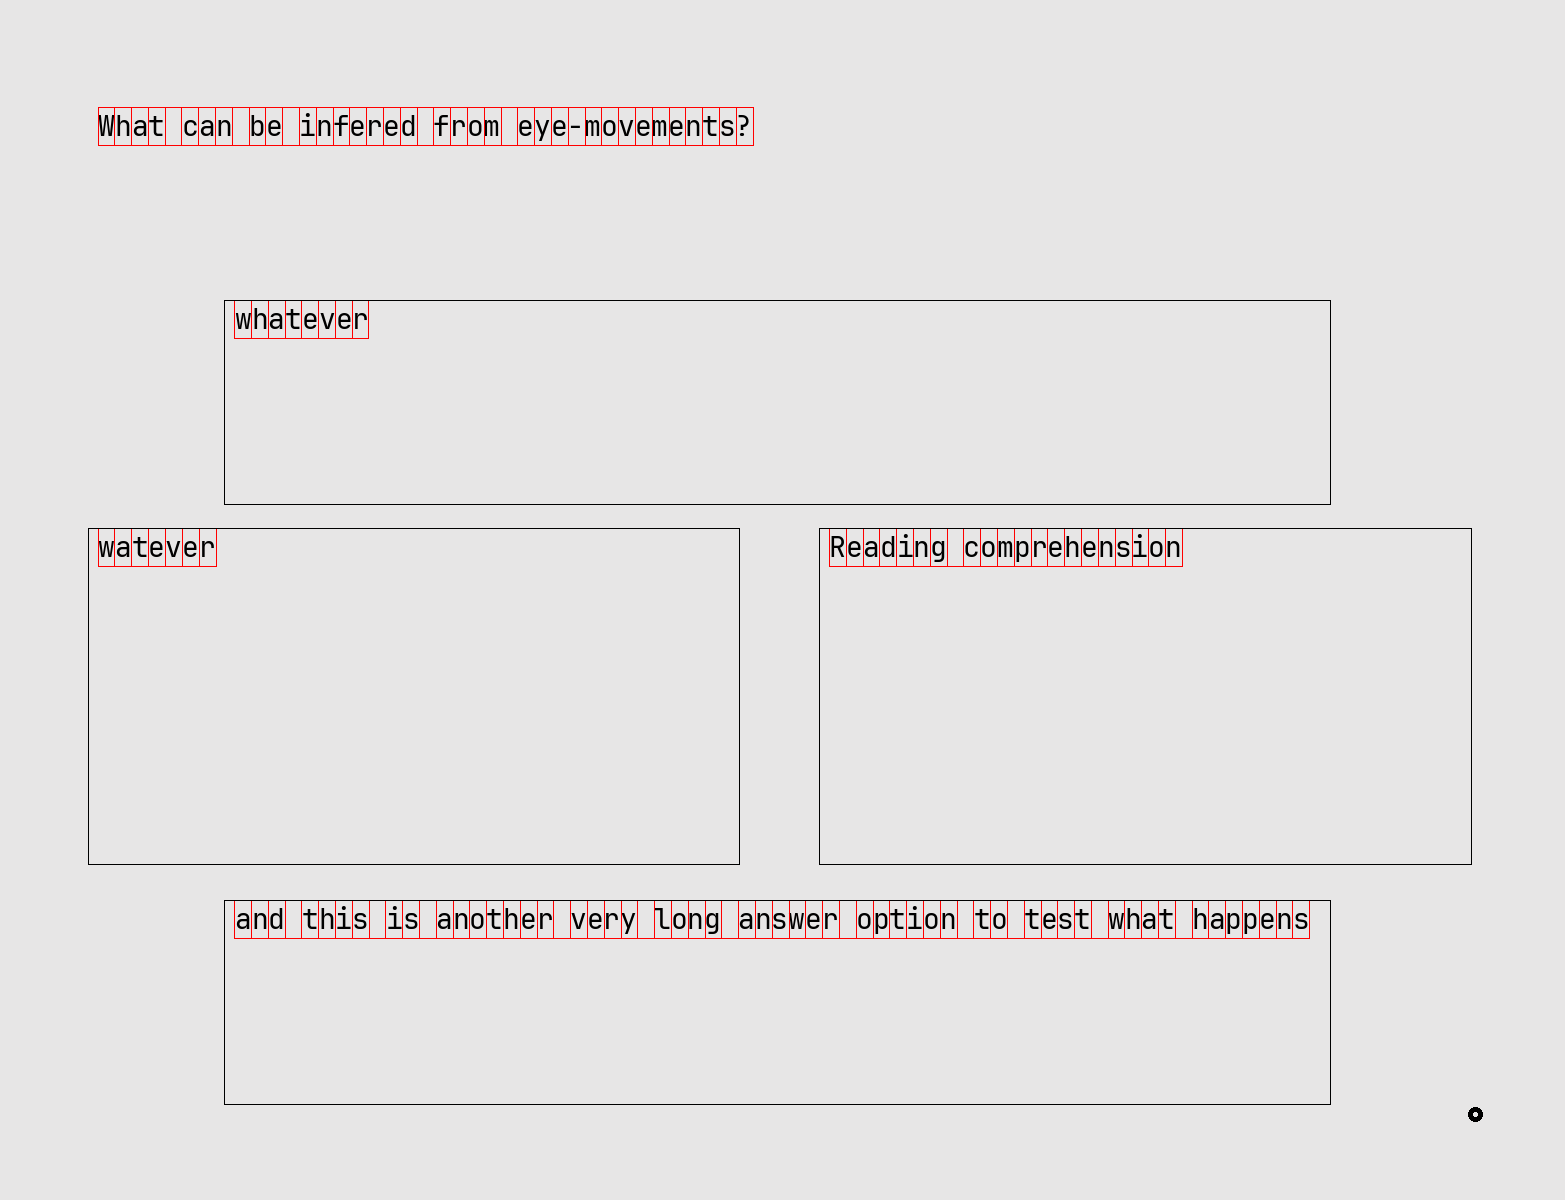 What can be infered from eye-movements?
whatever
watever
Reading comprehension
and this is another very long answer option to test what happens